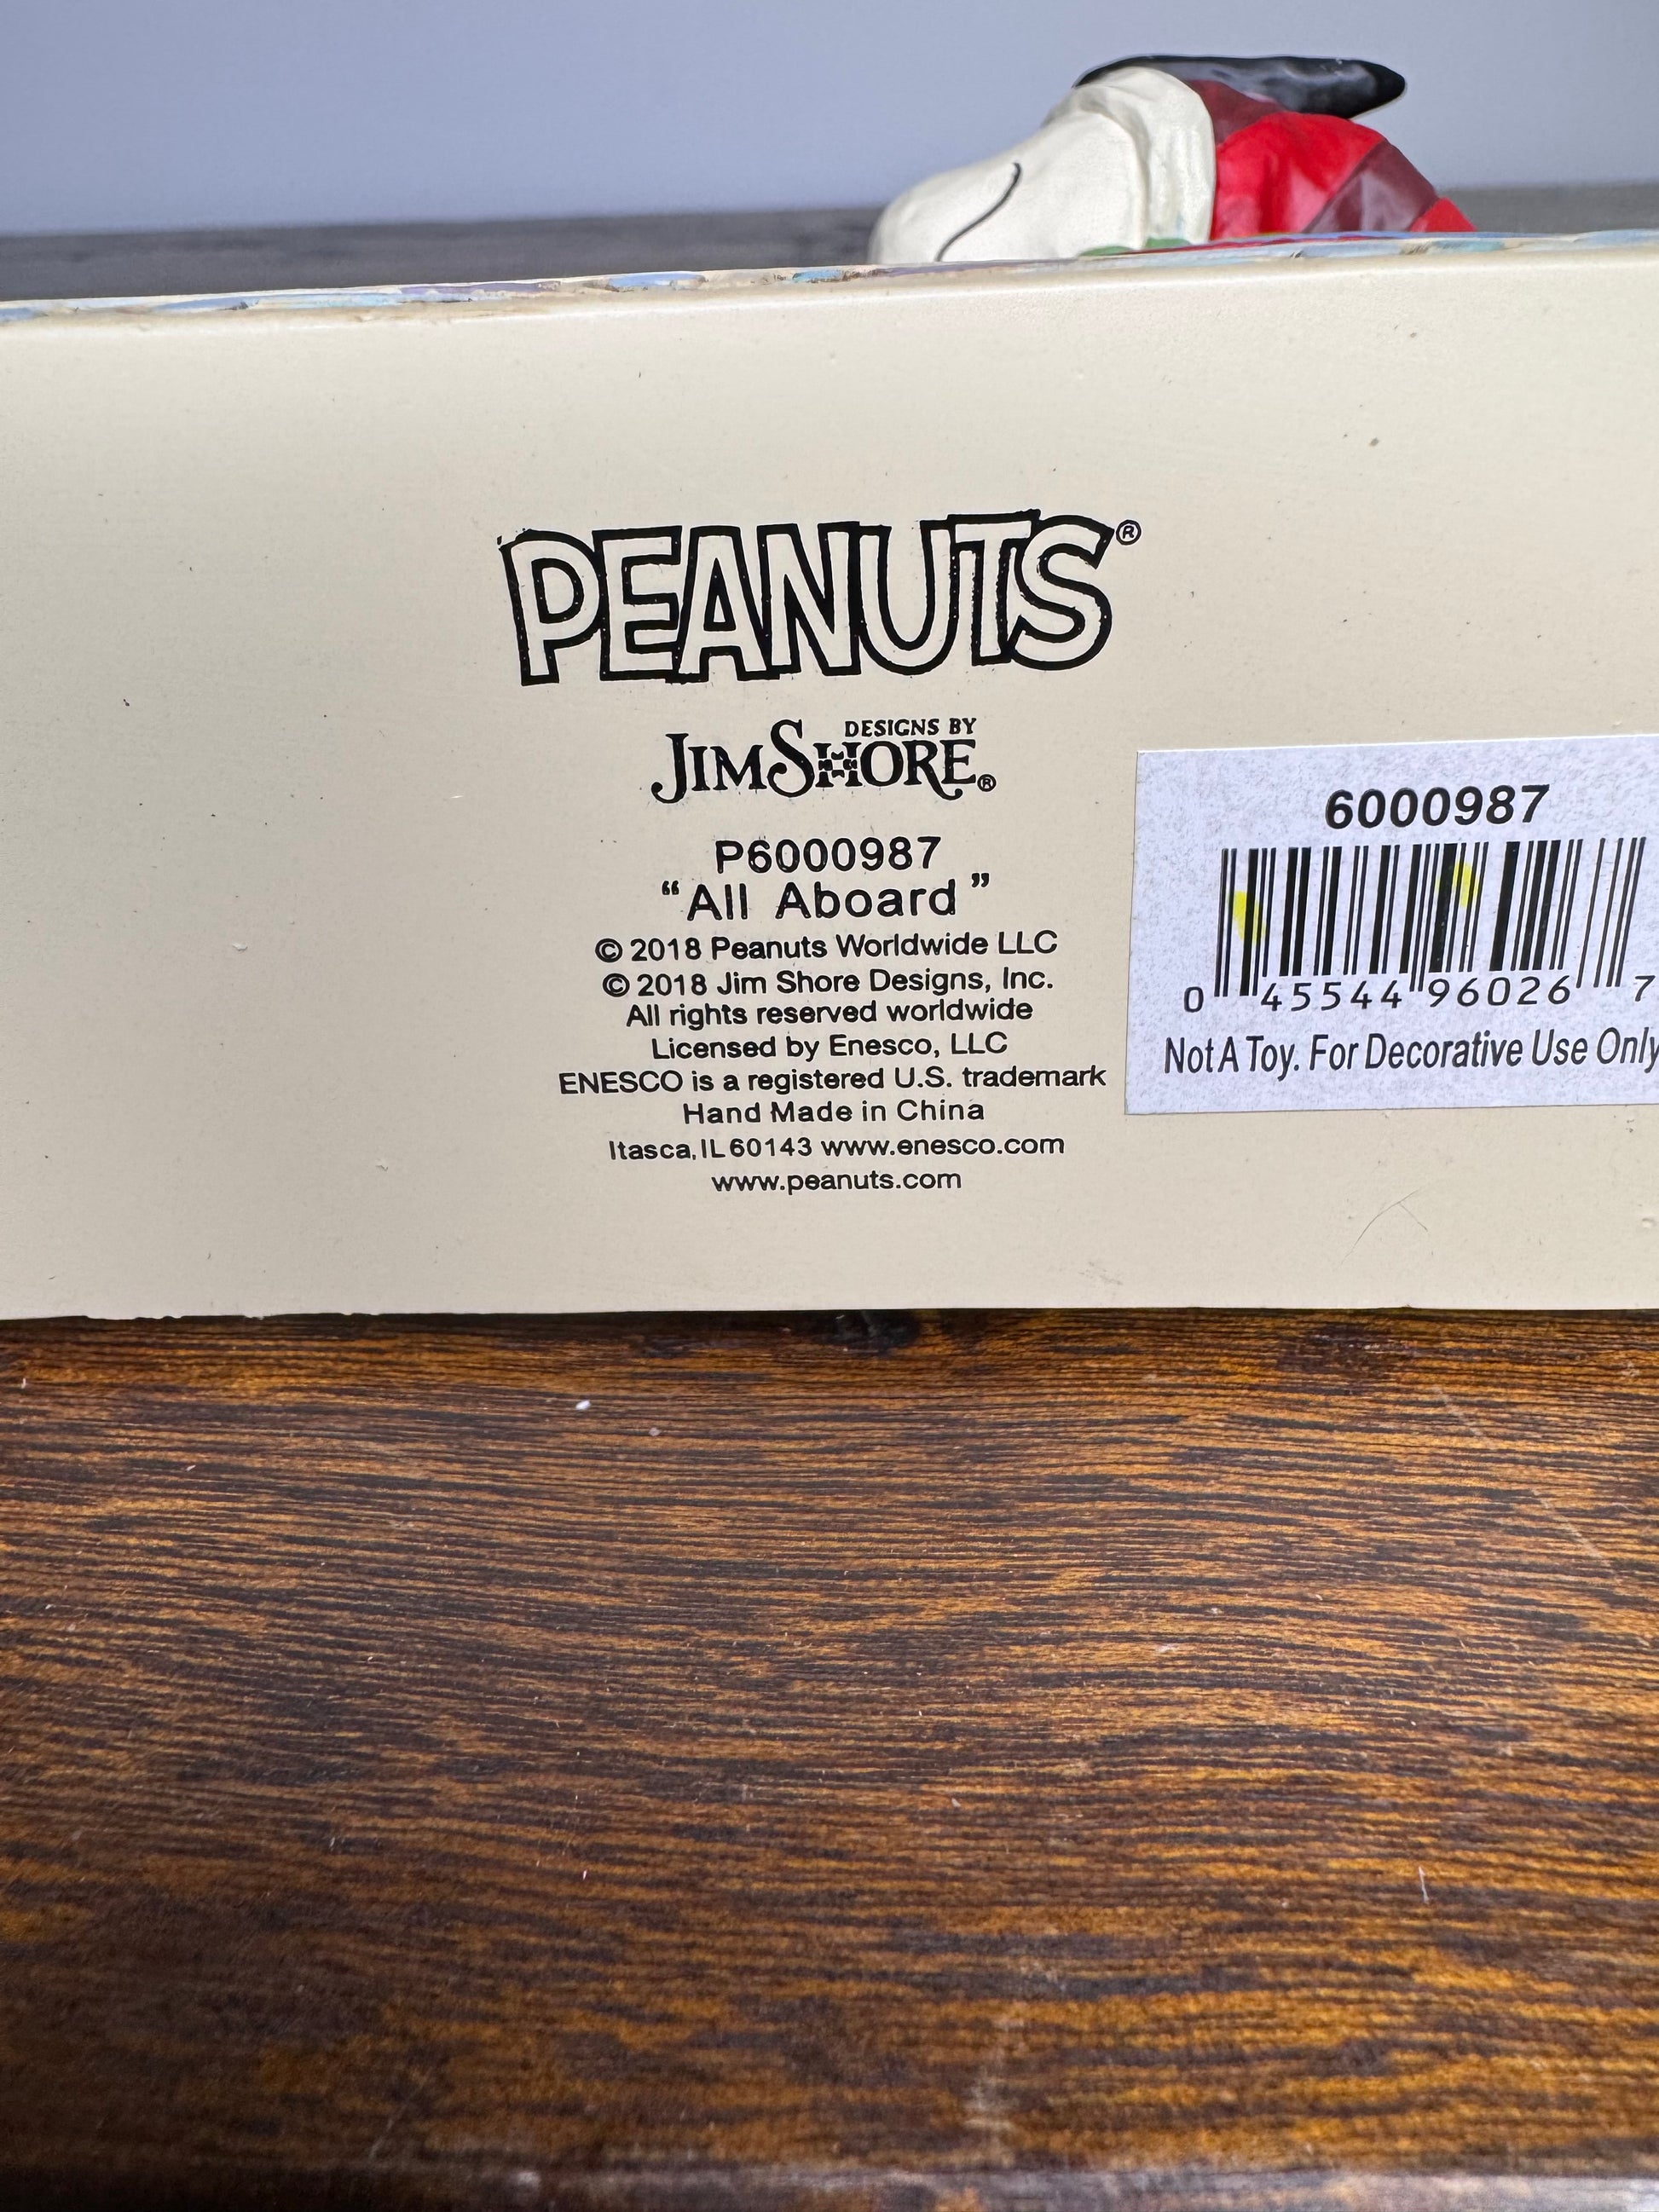 PEANUTS®
DESIGNS BY
JIM SHORE®
P6000987
“All Aboard”
© 2018 Peanuts Worldwide LLC
© 2018 Jim Shore Designs, Inc.
All rights reserved worldwide
Licensed by Enesco, LLC
ENESCO is a registered U.S. trademark
Hand Made in China
Itasca, IL 60143 www.enesco.com
www.peanuts.com
6000987
0 45544 96026 7
Not A Toy. For Decorative Use Only